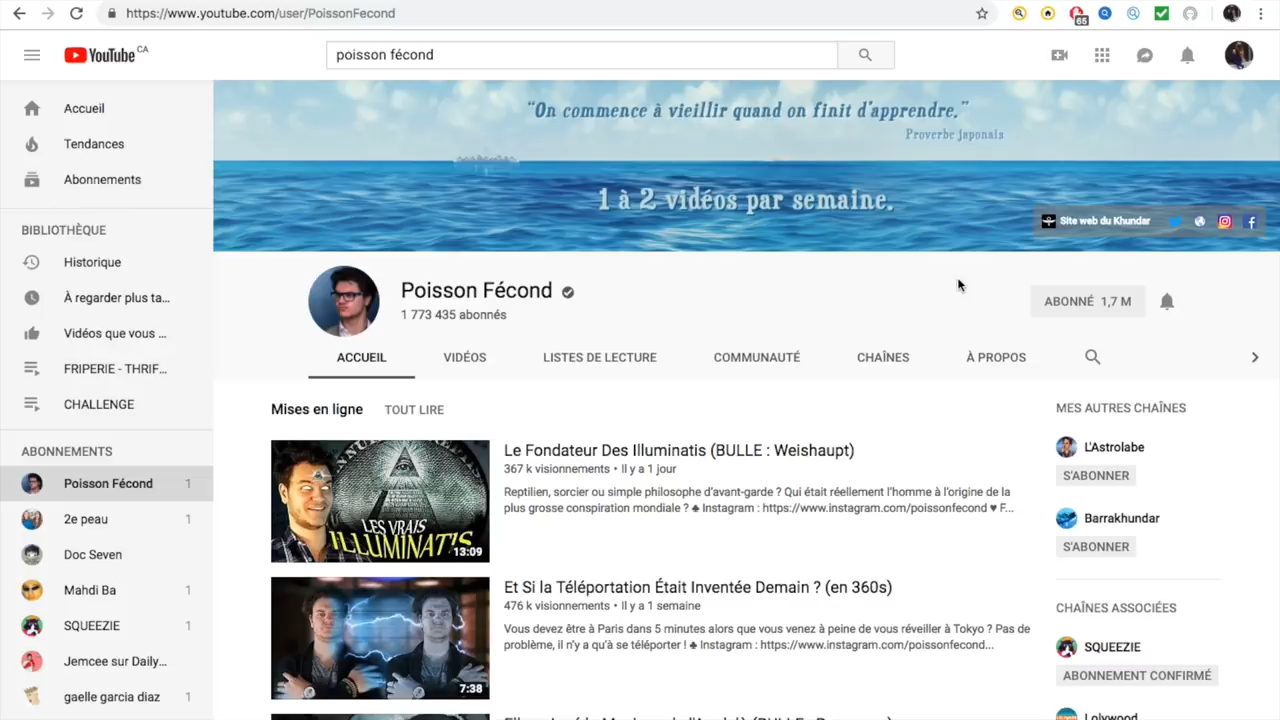 https://www.youtube.com/user/PoissonFecond
65
YouTube CA
poisson fécond
Accueil
Tendances
Abonnements
BIBLIOTHÈQUE
Historique
À regarder plus ta...
Vidéos que vous ...
FRIPERIE - THRIF...
CHALLENGE
ABONNEMENTS
Poisson Fécond 1
2e peau 1
Doc Seven
Mahdi Ba 1
SQUEEZIE 1
Jemcee sur Daily...
gaelle garcia diaz 1
“On commence à vieillir quand on finit d’apprendre.”
Proverbe japonais
1 à 2 vidéos par semaine.
Site web du Khundar
Poisson Fécond
1 773 435 abonnés
ABONNÉ 1,7 M
ACCUEIL VIDÉOS LISTES DE LECTURE COMMUNAUTÉ CHAÎNES À PROPOS
Mises en ligne TOUT LIRE
LES VRAIS
ILLUMINATIS
13:09
Le Fondateur Des Illuminatis (BULLE : Weishaupt)
367 k visionnements • Il y a 1 jour
Reptilien, sorcier ou simple philosophe d’avant-garde ? Qui était réellement l’homme à l’origine de la
plus grosse conspiration mondiale ? ♣ Instagram : https://www.instagram.com/poissonfecond ♥ F...
7:38
Et Si la Téléportation Était Inventée Demain ? (en 360s)
476 k visionnements • Il y a 1 semaine
Vous devez être à Paris dans 5 minutes alors que vous venez à peine de vous réveiller à Tokyo ? Pas de
problème, il n’y a qu’à se téléporter ! ♣ Instagram : https://www.instagram.com/poissonfecond...
MES AUTRES CHAÎNES
L'Astrolabe
S'ABONNER
Barrakhundar
S'ABONNER
CHAÎNES ASSOCIÉES
SQUEEZIE
ABONNEMENT CONFIRMÉ
Lolywood